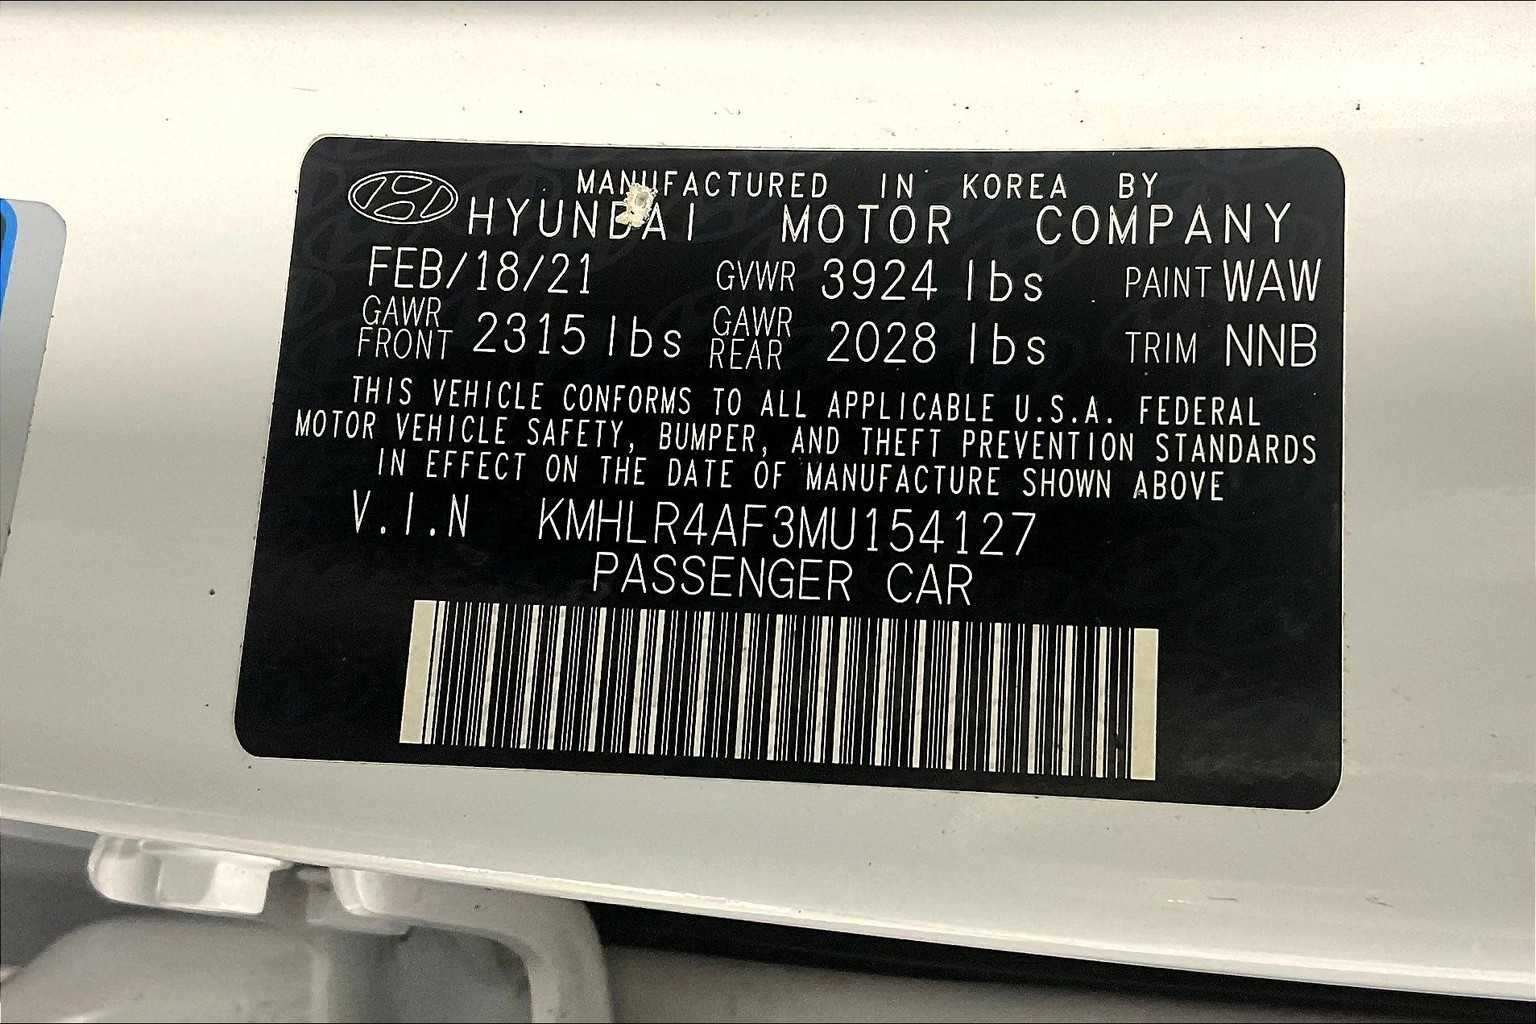 MANUFACTURED IN KOREA BY
HYUNDAI MOTOR COMPANY
FEB/18/21 GVWR 3924 lbs PAINT WAW
GAWR FRONT 2315 lbs GAWR REAR 2028 lbs TRIM NNB
THIS VEHICLE CONFORMS TO ALL APPLICABLE U.S.A. FEDERAL
MOTOR VEHICLE SAFETY, BUMPER, AND THEFT PREVENTION STANDARDS
IN EFFECT ON THE DATE OF MANUFACTURE SHOWN ABOVE
V.I.N KMHLR4AF3MU154127
PASSENGER CAR